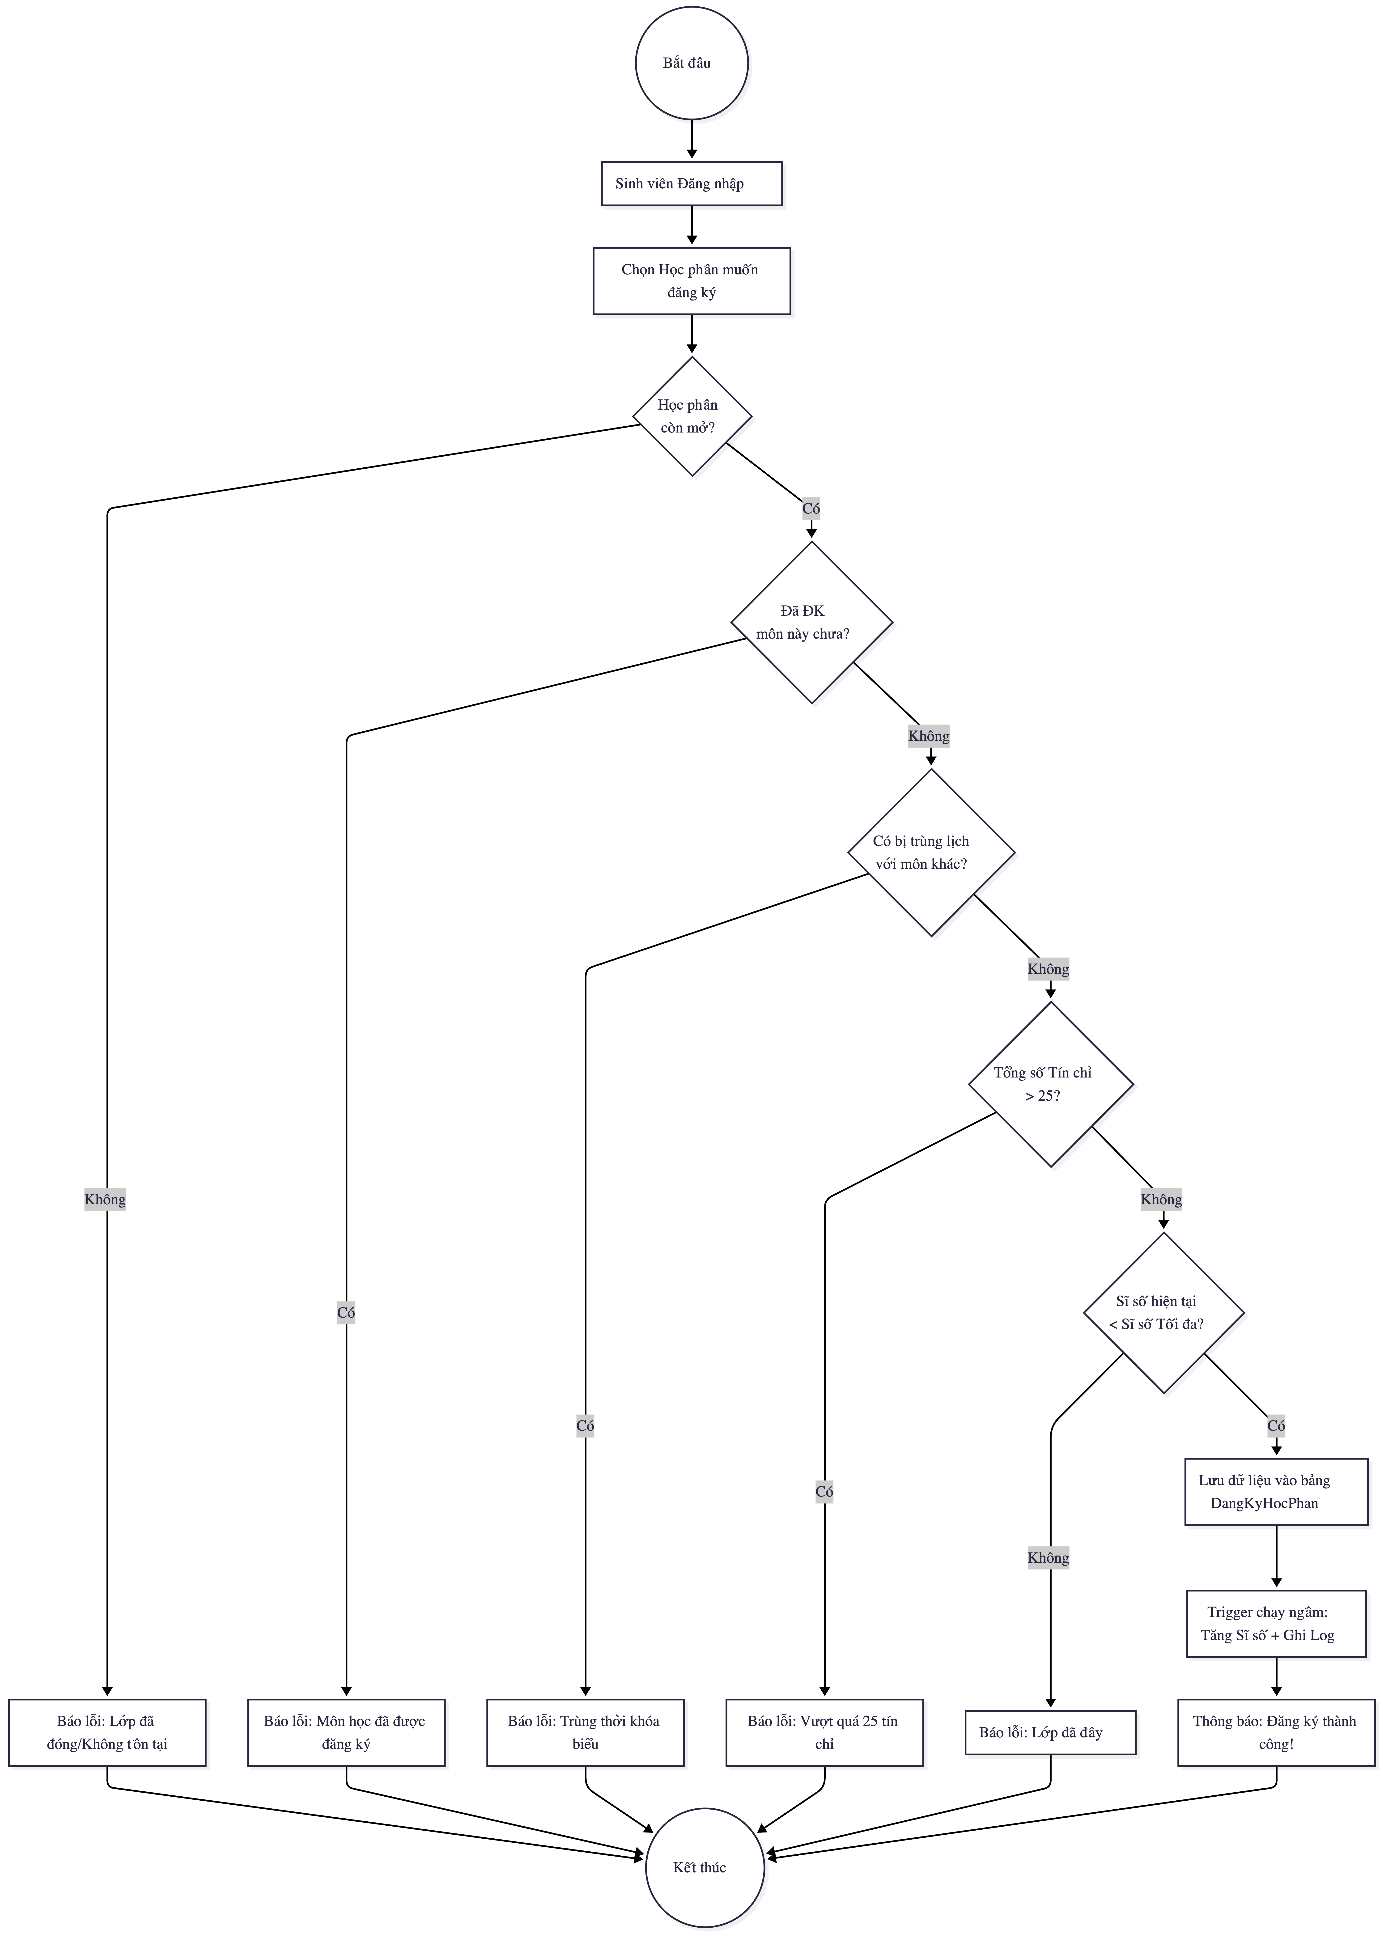 Bắt đầu
Sinh viên Đăng nhập
Chọn Học phần muốn
đăng ký
Học phần
còn mở?
Có
Đã ĐK
môn này chưa?
Không
Có bị trùng lịch
với môn khác?
Không
Tổng số Tín chỉ
> 25?
Không
Không
Sĩ số hiện tại
< Sĩ số Tối đa?
Có
Có
Có
Lưu dữ liệu vào bảng
DangKyHocPhan
Có
Không
Trigger chạy ngầm:
Tăng Sĩ số + Ghi Log
Báo lỗi: Lớp đã
đóng/Không tồn tại
Báo lỗi: Môn học đã được
đăng ký
Báo lỗi: Trùng thời khóa
biểu
Báo lỗi: Vượt quá 25 tín
chỉ
Báo lỗi: Lớp đã đầy
Thông báo: Đăng ký thành
công!
Kết thúc